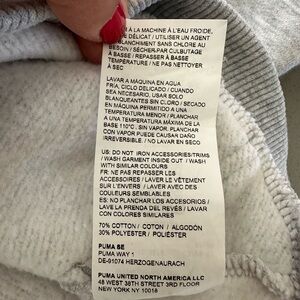 À LA MACHINE À L'EAU FROIDE,
DÉLICAT / UTILISER UN AGENT
BLANCHIMENT SANS CHLORE AU
BESOIN / SÉCHER PAR CULBUTAGE
À BASSE / REPASSER À BASSE
TEMPÉRATURE / NE PAS NETTOYER
À SEC
LAVAR A MÁQUINA EN AGUA
FRÍA, CICLO DELICADO / CUANDO
SEA NECESARIO, USAR SOLO
BLANQUEANTES SIN CLORO / SECADO
EN MÁQUINA PERMITIDO A UNA
TEMPERATURA MENOR / PLANCHAR
A UNA TEMPERATURA MÁXIMA DE LA
BASE 110°C . SIN VAPOR, PLANCHAR
CON VAPOR PUEDE CAUSAR DAÑO
IRREVERSIBLE. / NO LAVAR EN SECO
US: DO NOT IRON ACCESSORIES/TRIMS
/ WASH GARMENT INSIDE OUT / WASH
WITH SIMILAR COLOURS
FR: NE PAS REPASSER LES
ACCESSOIRES / LAVER LE VÊTEMENT
SUR L'ENVERS / LAVER AVEC DES
COULEURS SEMBLABLES
ES: NO PLANCHAR LOS ACCESORIOS /
LAVE LA PRENDA DEL REVÉS / LAVAR
CON COLORES SIMILARES
70% COTTON / COTON / ALGODÓN
30% POLYESTER / POLIÉSTER
PUMA SE
PUMA WAY 1
DE-91074 HERZOGENAURACH
PUMA UNITED NORTH AMERICA LLC
48 WEST 38TH STREET 3RD FLOOR
NEW YORK NY 10018